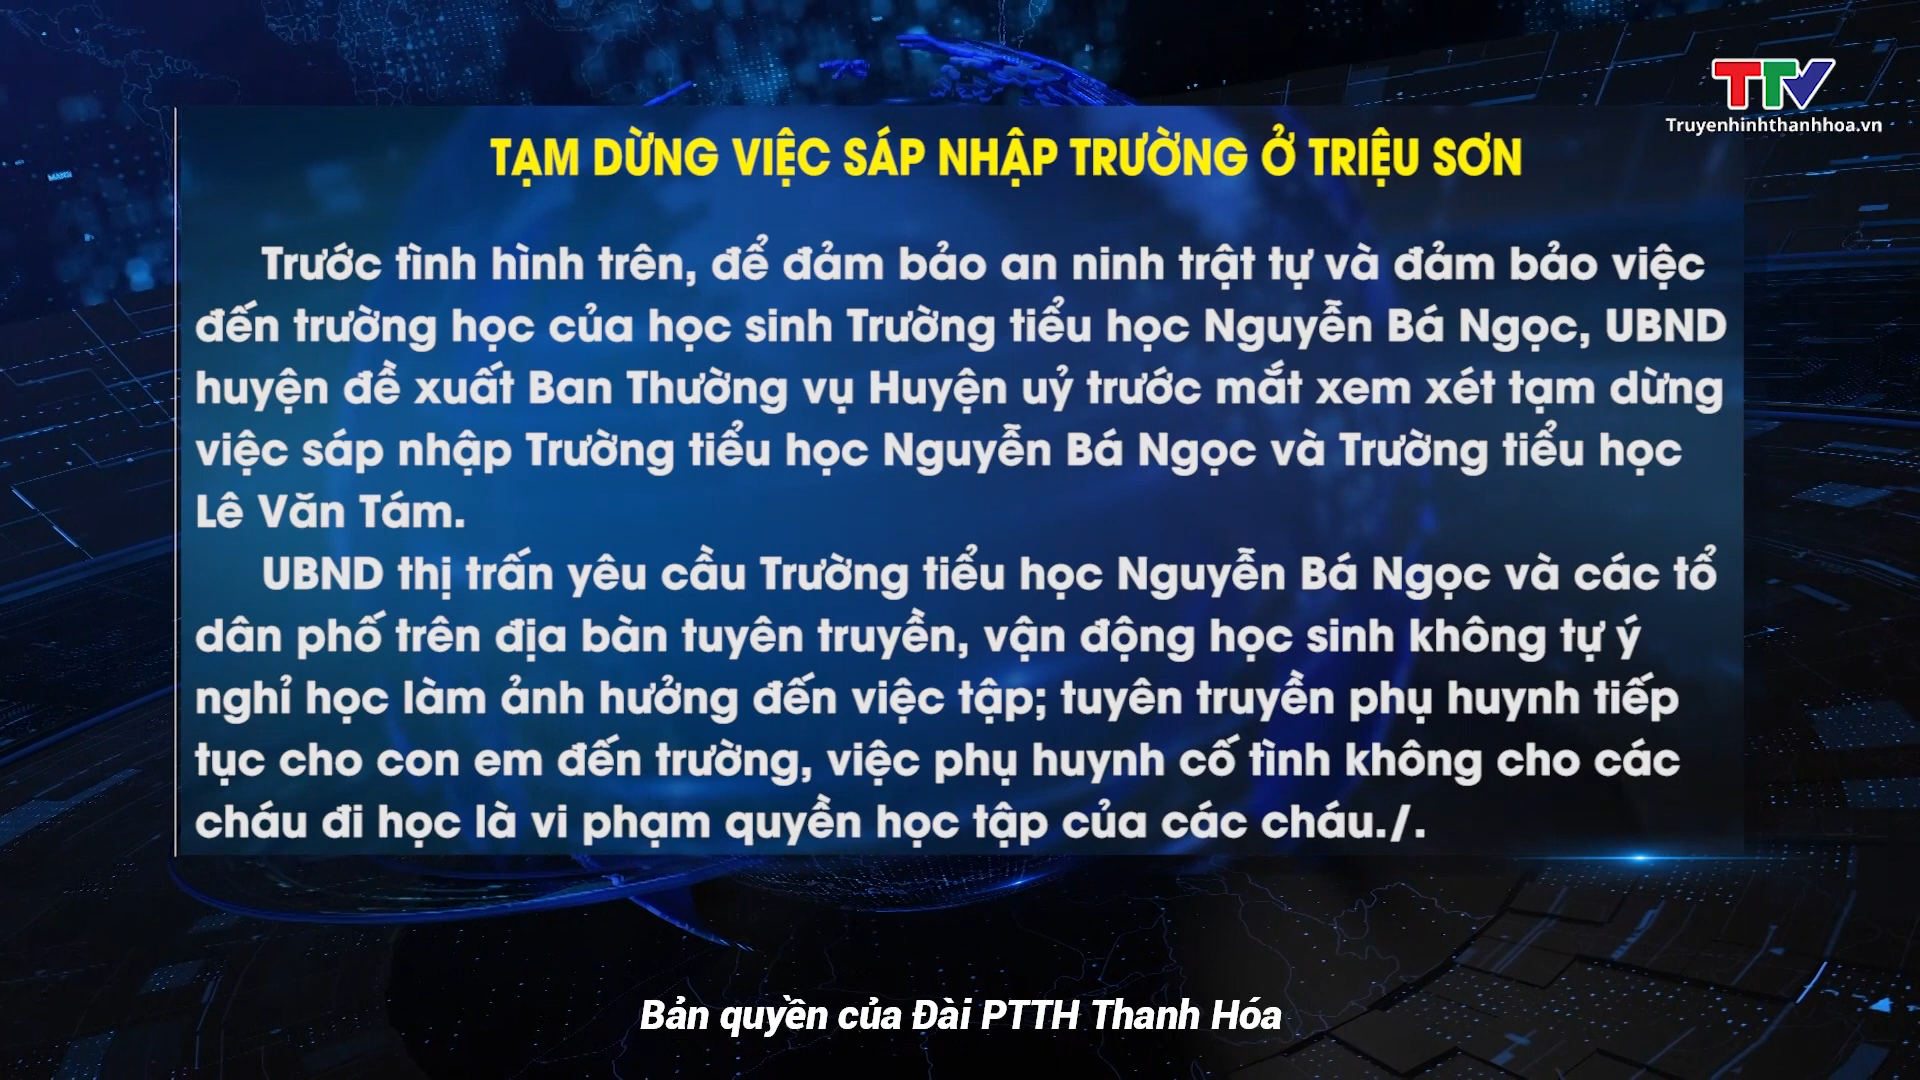 TTV
Truyenhinhthanhhoa.vn
TẠM DỪNG VIỆC SÁP NHẬP TRƯỜNG Ở TRIỆU SƠN
Trước tình hình trên, để đảm bảo an ninh trật tự và đảm bảo việc
đến trường học của học sinh Trường tiểu học Nguyễn Bá Ngọc, UBND
huyện đề xuất Ban Thường vụ Huyện uỷ trước mắt xem xét tạm dừng
việc sáp nhập Trường tiểu học Nguyễn Bá Ngọc và Trường tiểu học
Lê Văn Tám.
UBND thị trấn yêu cầu Trường tiểu học Nguyễn Bá Ngọc và các tổ
dân phố trên địa bàn tuyên truyền, vận động học sinh không tự ý
nghỉ học làm ảnh hưởng đến việc tập; tuyên truyền phụ huynh tiếp
tục cho con em đến trường, việc phụ huynh cố tình không cho các
cháu đi học là vi phạm quyền học tập của các cháu./.
Bản quyền của Đài PTTH Thanh Hóa